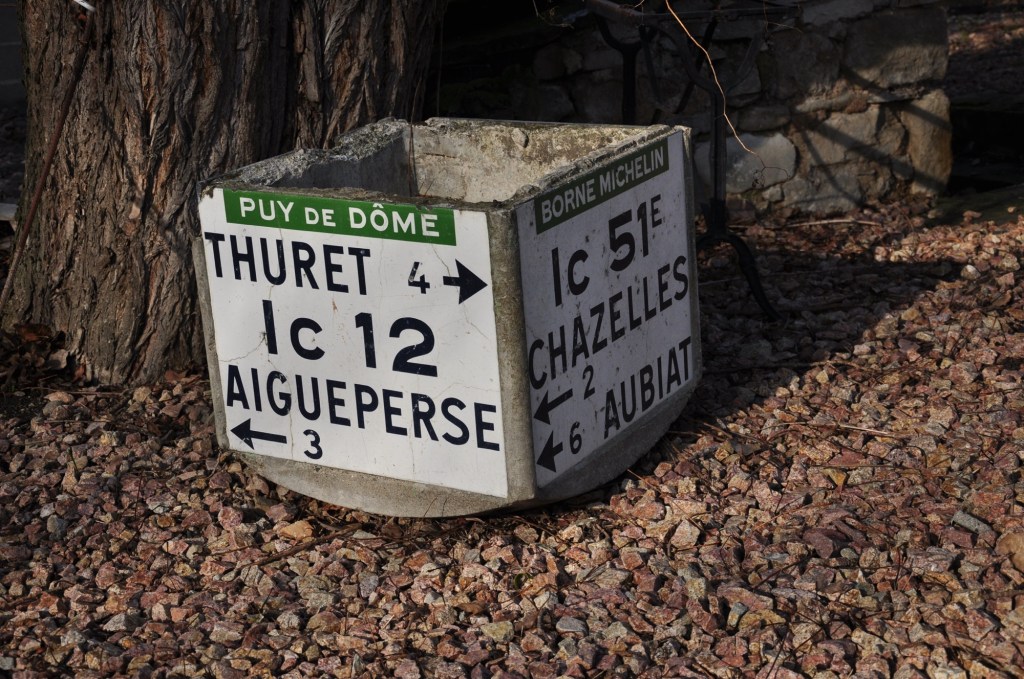 PUY DE DÔME
THURET 4 →
Ic 12
AIGUEPERSE
← 3
BORNE MICHELIN
Ic 51E
CHAZELLES
← 2
← 6 AUBIAT